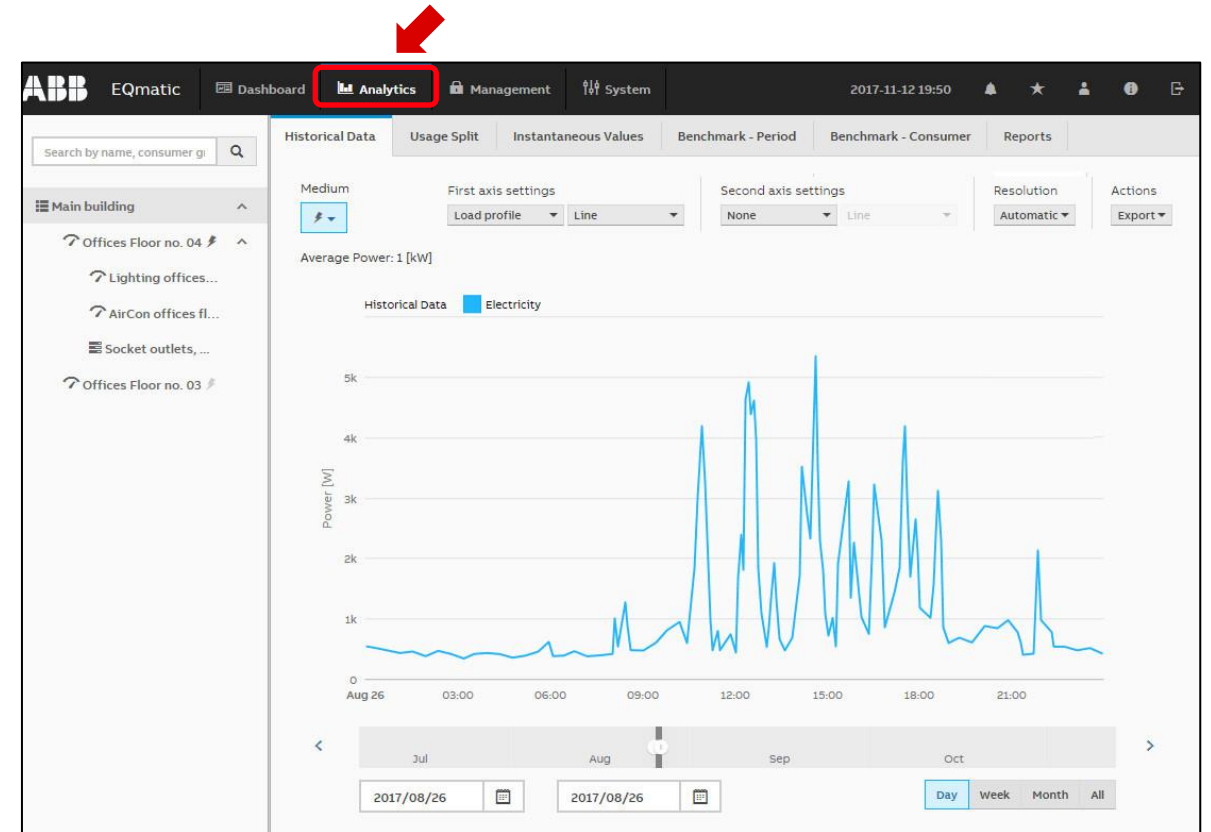 ABB EQmatic Dashboard Analytics Management System 2017-11-12 19:50
Historical Data Usage Split Instantaneous Values Benchmark - Period Benchmark - Consumer Reports
Search by name, consumer gr
Main building
Offices Floor no. 04
Lighting offices...
AirCon offices fl...
Socket outlets, ...
Offices Floor no. 03
Medium First axis settings Second axis settings Resolution Actions
Load profile Line None Line Automatic Export
Average Power: 1 [kW]
Historical Data Electricity
5k
4k
3k
2k
1k
0
Power [W]
Aug 26 03:00 06:00 09:00 12:00 15:00 18:00 21:00
Jul Aug Sep Oct
2017/08/26 2017/08/26 Day Week Month All